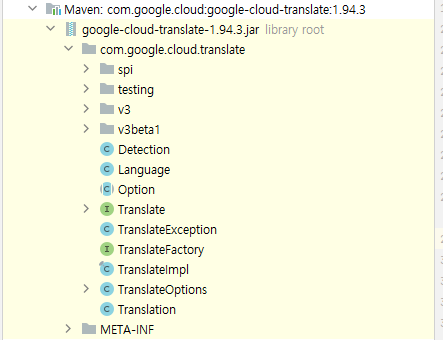 Maven: com.google.cloud:google-cloud-translate:1.94.3
google-cloud-translate-1.94.3.jar library root
com.google.cloud.translate
spi
testing
v3
v3beta1
C Detection
C Language
C Option
I Translate
C TranslateException
I TranslateFactory
C TranslateImpl
C TranslateOptions
C Translation
META-INF